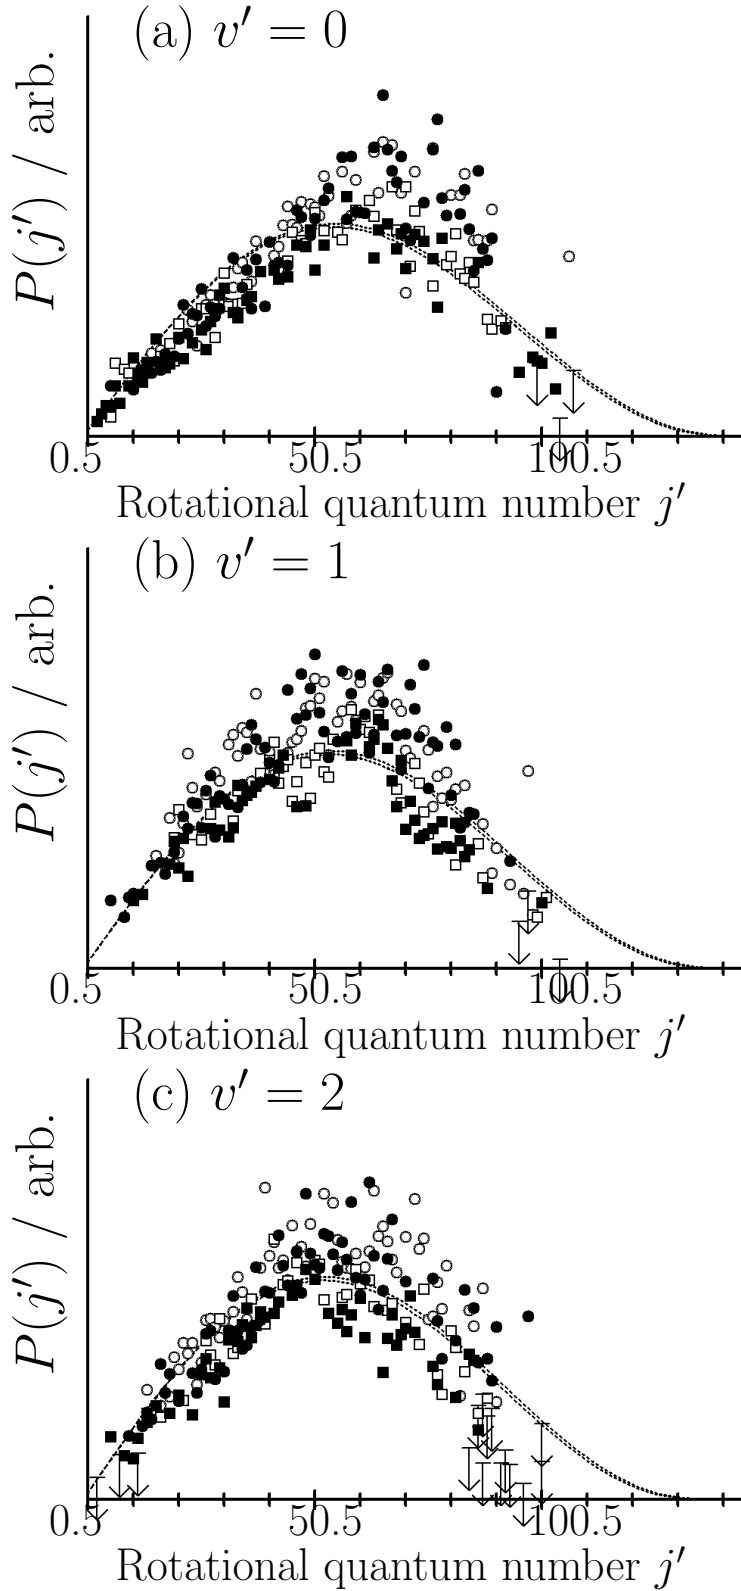 (a) v′ = 0
P(j′) / arb.
0.5 50.5 100.5
Rotational quantum number j′
(b) v′ = 1
P(j′) / arb.
0.5 50.5 100.5
Rotational quantum number j′
(c) v′ = 2
P(j′) / arb.
0.5 50.5 100.5
Rotational quantum number j′